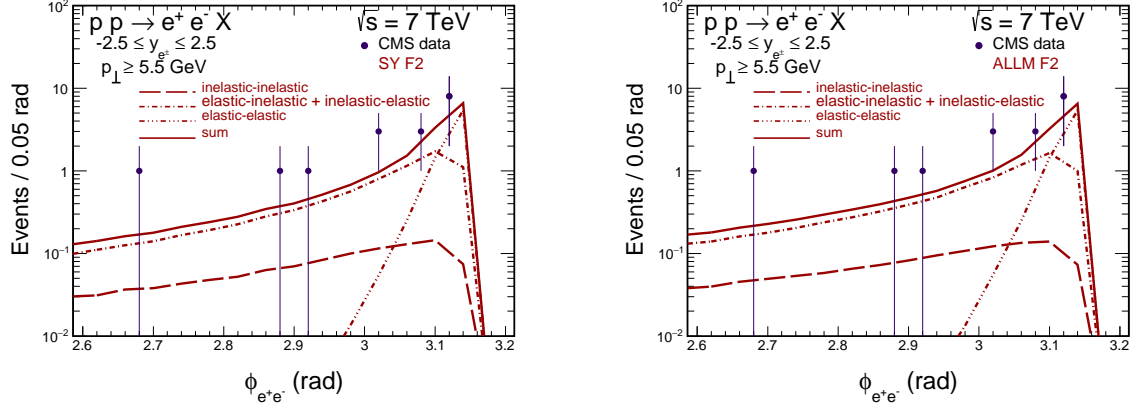 p p → e⁺ e⁻ X √s = 7 TeV
-2.5 ≤ y_e± ≤ 2.5 CMS data
p⊥ ≥ 5.5 GeV SY F2
inelastic-inelastic
elastic-inelastic + inelastic-elastic
elastic-elastic
sum
Events / 0.05 rad
10²
10
1
10⁻¹
10⁻²
2.6 2.7 2.8 2.9 3 3.1 3.2
ϕ_e⁺e⁻ (rad)
p p → e⁺ e⁻ X √s = 7 TeV
-2.5 ≤ y_e± ≤ 2.5 CMS data
p⊥ ≥ 5.5 GeV ALLM F2
inelastic-inelastic
elastic-inelastic + inelastic-elastic
elastic-elastic
sum
Events / 0.05 rad
10²
10
1
10⁻¹
10⁻²
2.6 2.7 2.8 2.9 3 3.1 3.2
ϕ_e⁺e⁻ (rad)